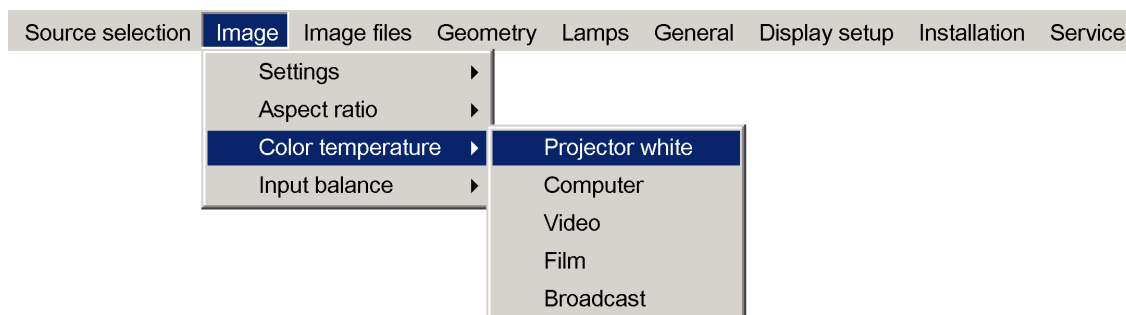 Source selection Image Image files Geometry Lamps General Display setup Installation Service
Settings
Aspect ratio
Color temperature Projector white
Input balance Computer
Video
Film
Broadcast